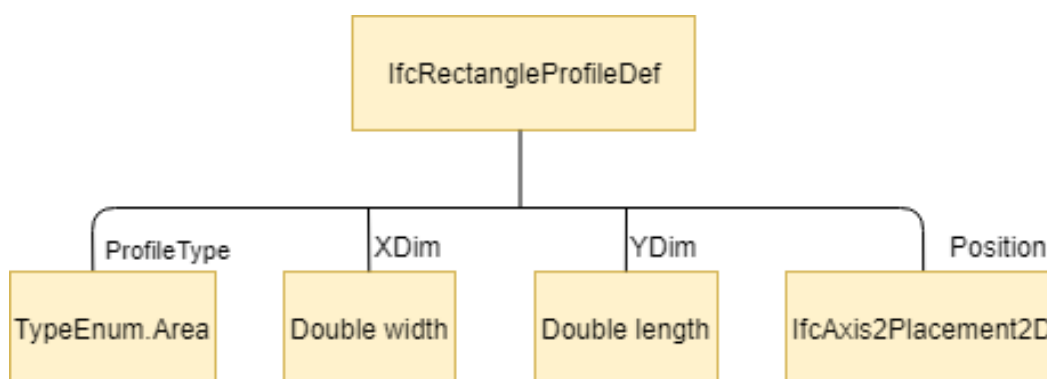 IfcRectangleProfileDef
ProfileType
XDim
YDim
Position
TypeEnum.Area
Double width
Double length
IfcAxis2Placement2D